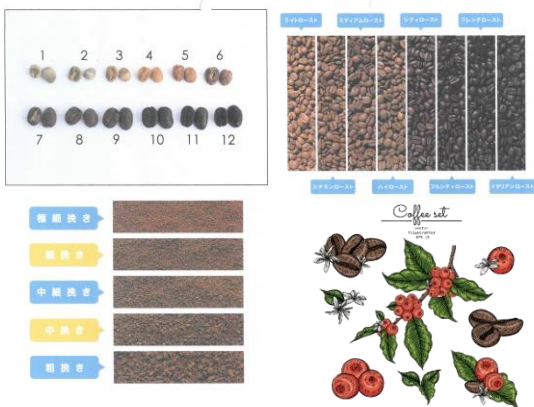 1 2 3 4 5 6
7 8 9 10 11 12
ライトロースト ミディアムロースト シティロースト フレンチロースト
シナモンロースト ハイロースト フルシティロースト イタリアンロースト
極細挽き
細挽き
中細挽き
中挽き
粗挽き
Coffee set
vector
illustration
EPS 10